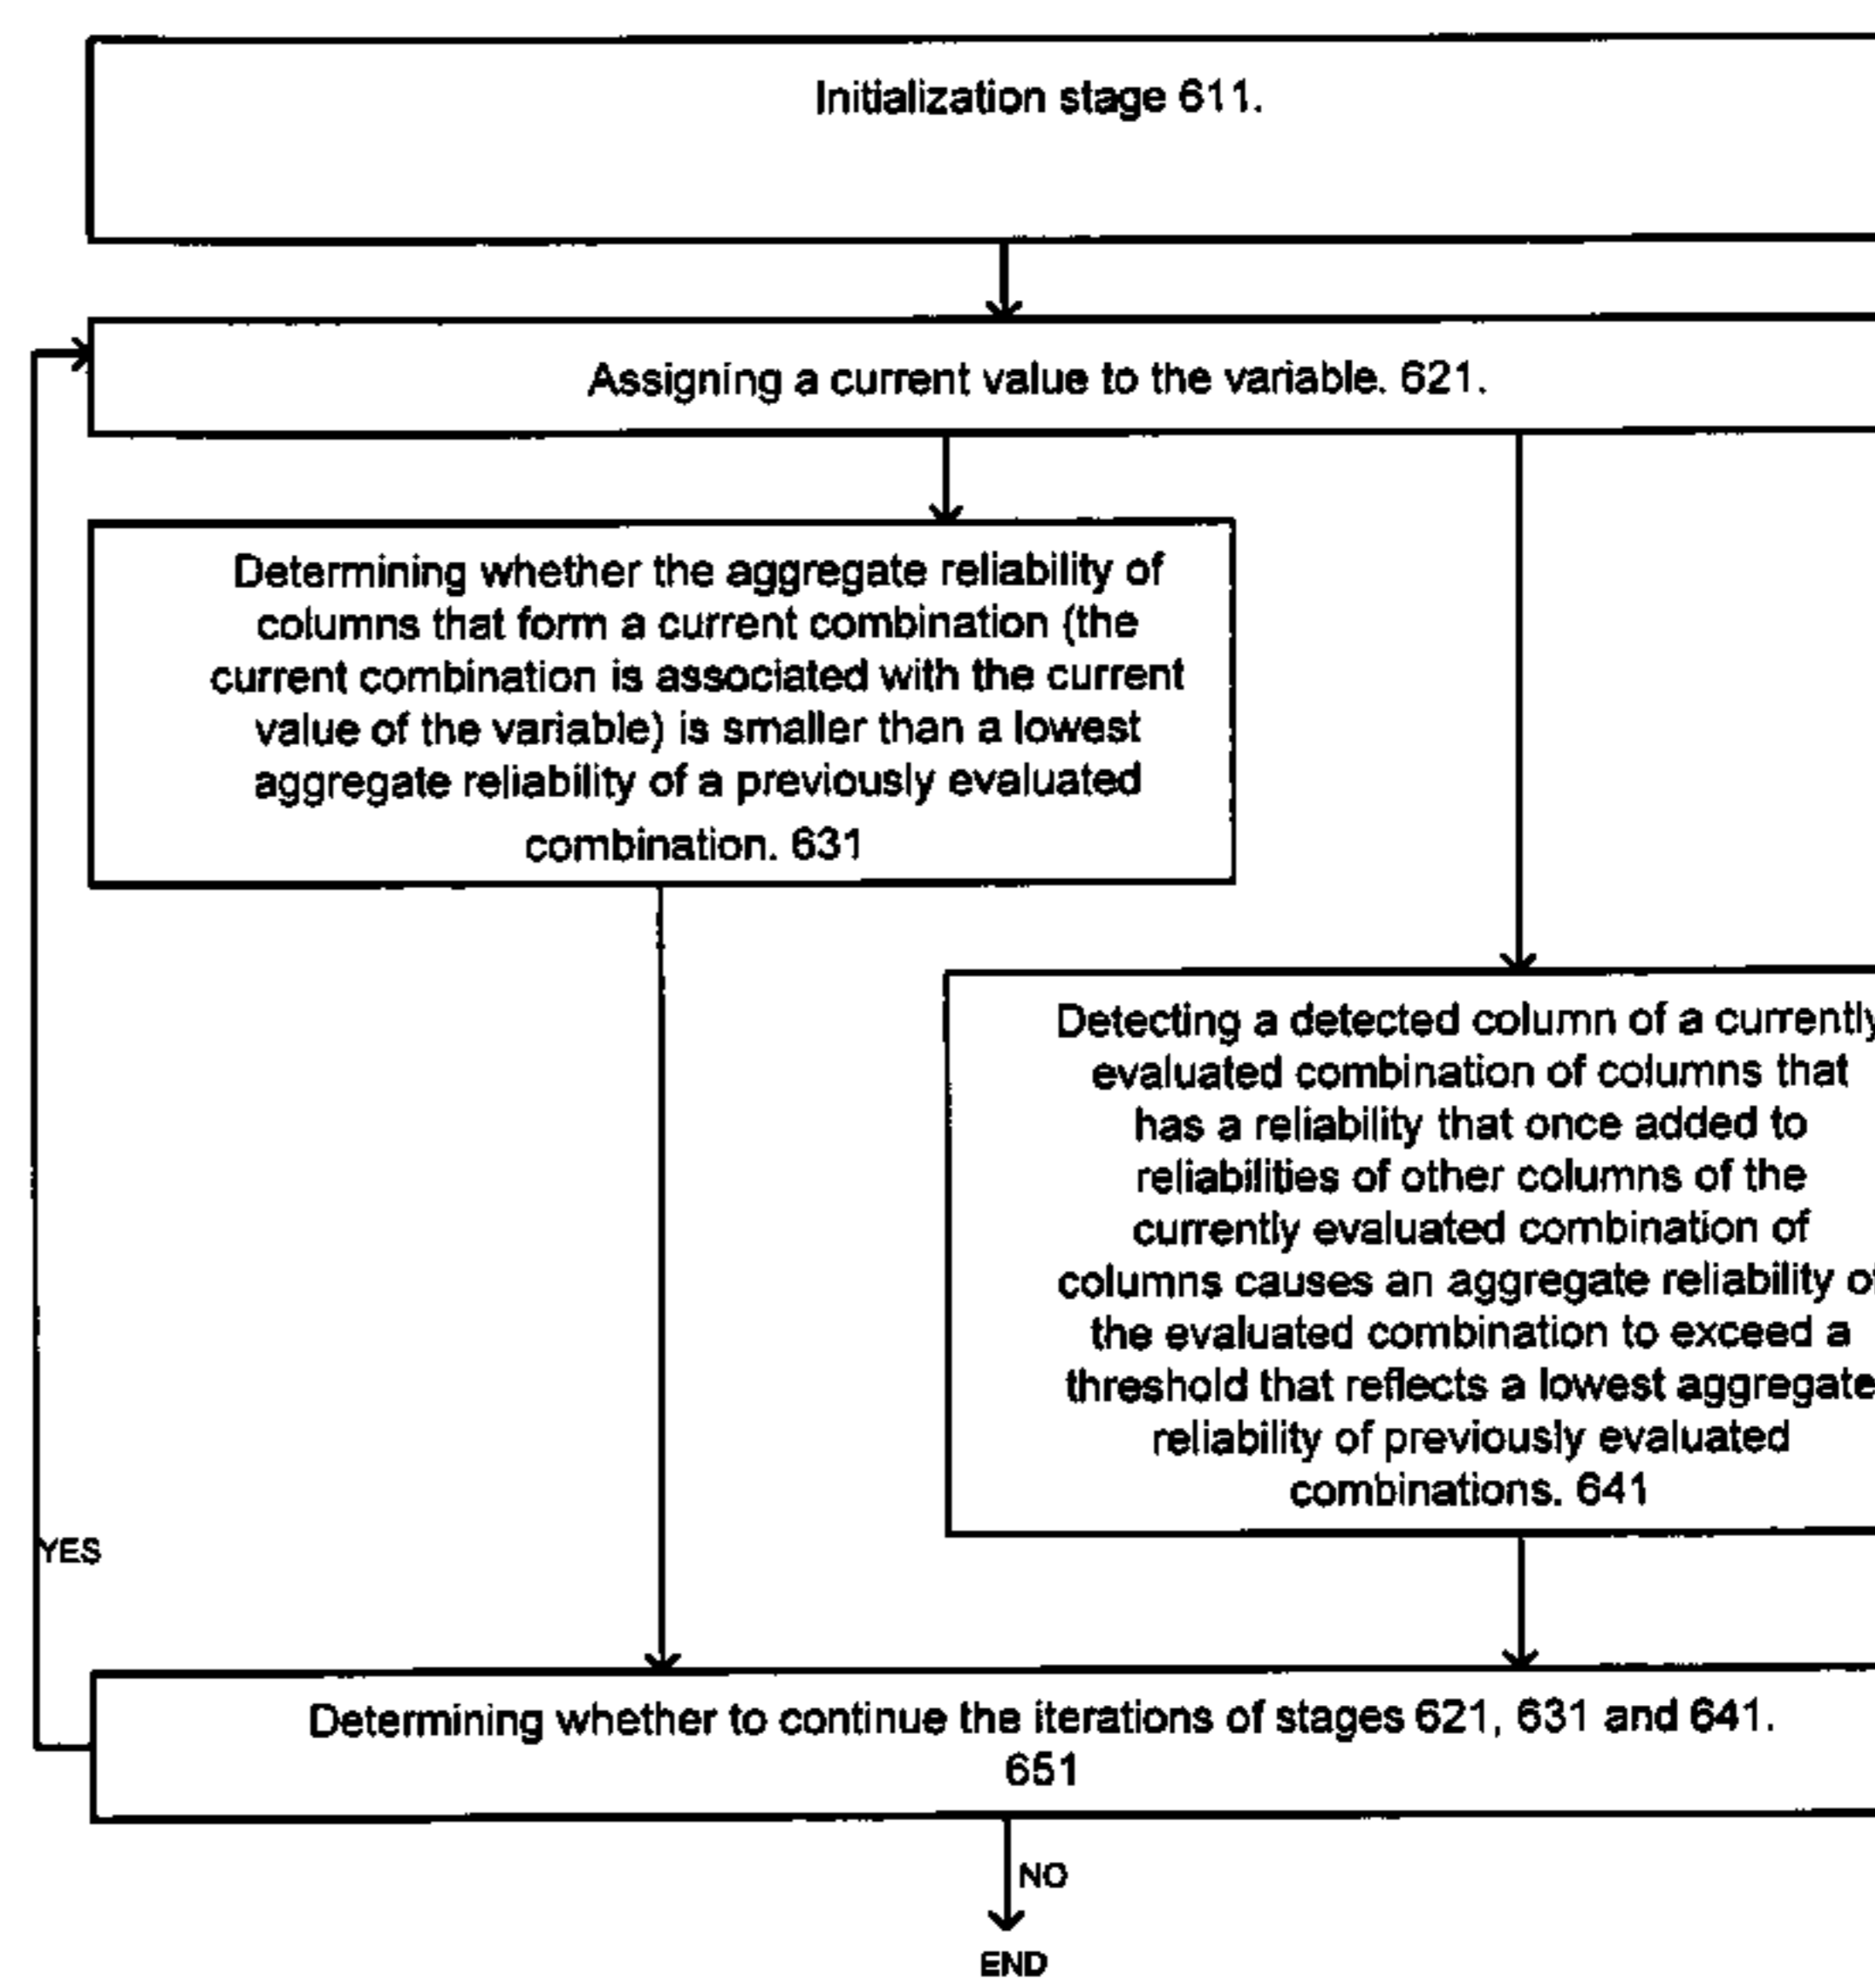 Initialization stage 611.
Assigning a current value to the variable. 621.
Determining whether the aggregate reliability of
columns that form a current combination (the
current combination is associated with the current
value of the variable) is smaller than a lowest
aggregate reliability of a previously evaluated
combination. 631
Detecting a detected column of a currently
evaluated combination of columns that
has a reliability that once added to
reliabilities of other columns of the
currently evaluated combination of
columns causes an aggregate reliability of
the evaluated combination to exceed a
threshold that reflects a lowest aggregate
reliability of previously evaluated
combinations. 641
YES
Determining whether to continue the iterations of stages 621, 631 and 641.
651
NO
END